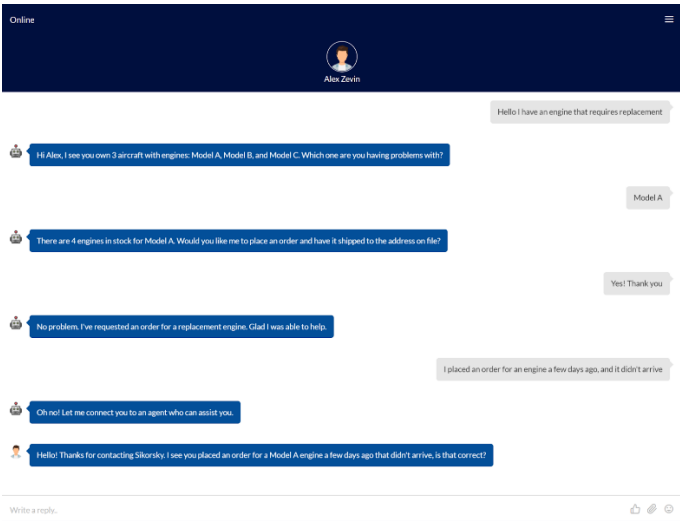 Online
Alex Zevin
Hello I have an engine that requires replacement
Hi Alex, I see you own 3 aircraft with engines: Model A, Model B, and Model C. Which one are you having problems with?
Model A
There are 4 engines in stock for Model A. Would you like me to place an order and have it shipped to the address on file?
Yes! Thank you
No problem. I've requested an order for a replacement engine. Glad I was able to help.
I placed an order for an engine a few days ago, and it didn't arrive
Oh no! Let me connect you to an agent who can assist you.
Hello! Thanks for contacting Sikorsky. I see you placed an order for a Model A engine a few days ago that didn't arrive, is that correct?
Write a reply..